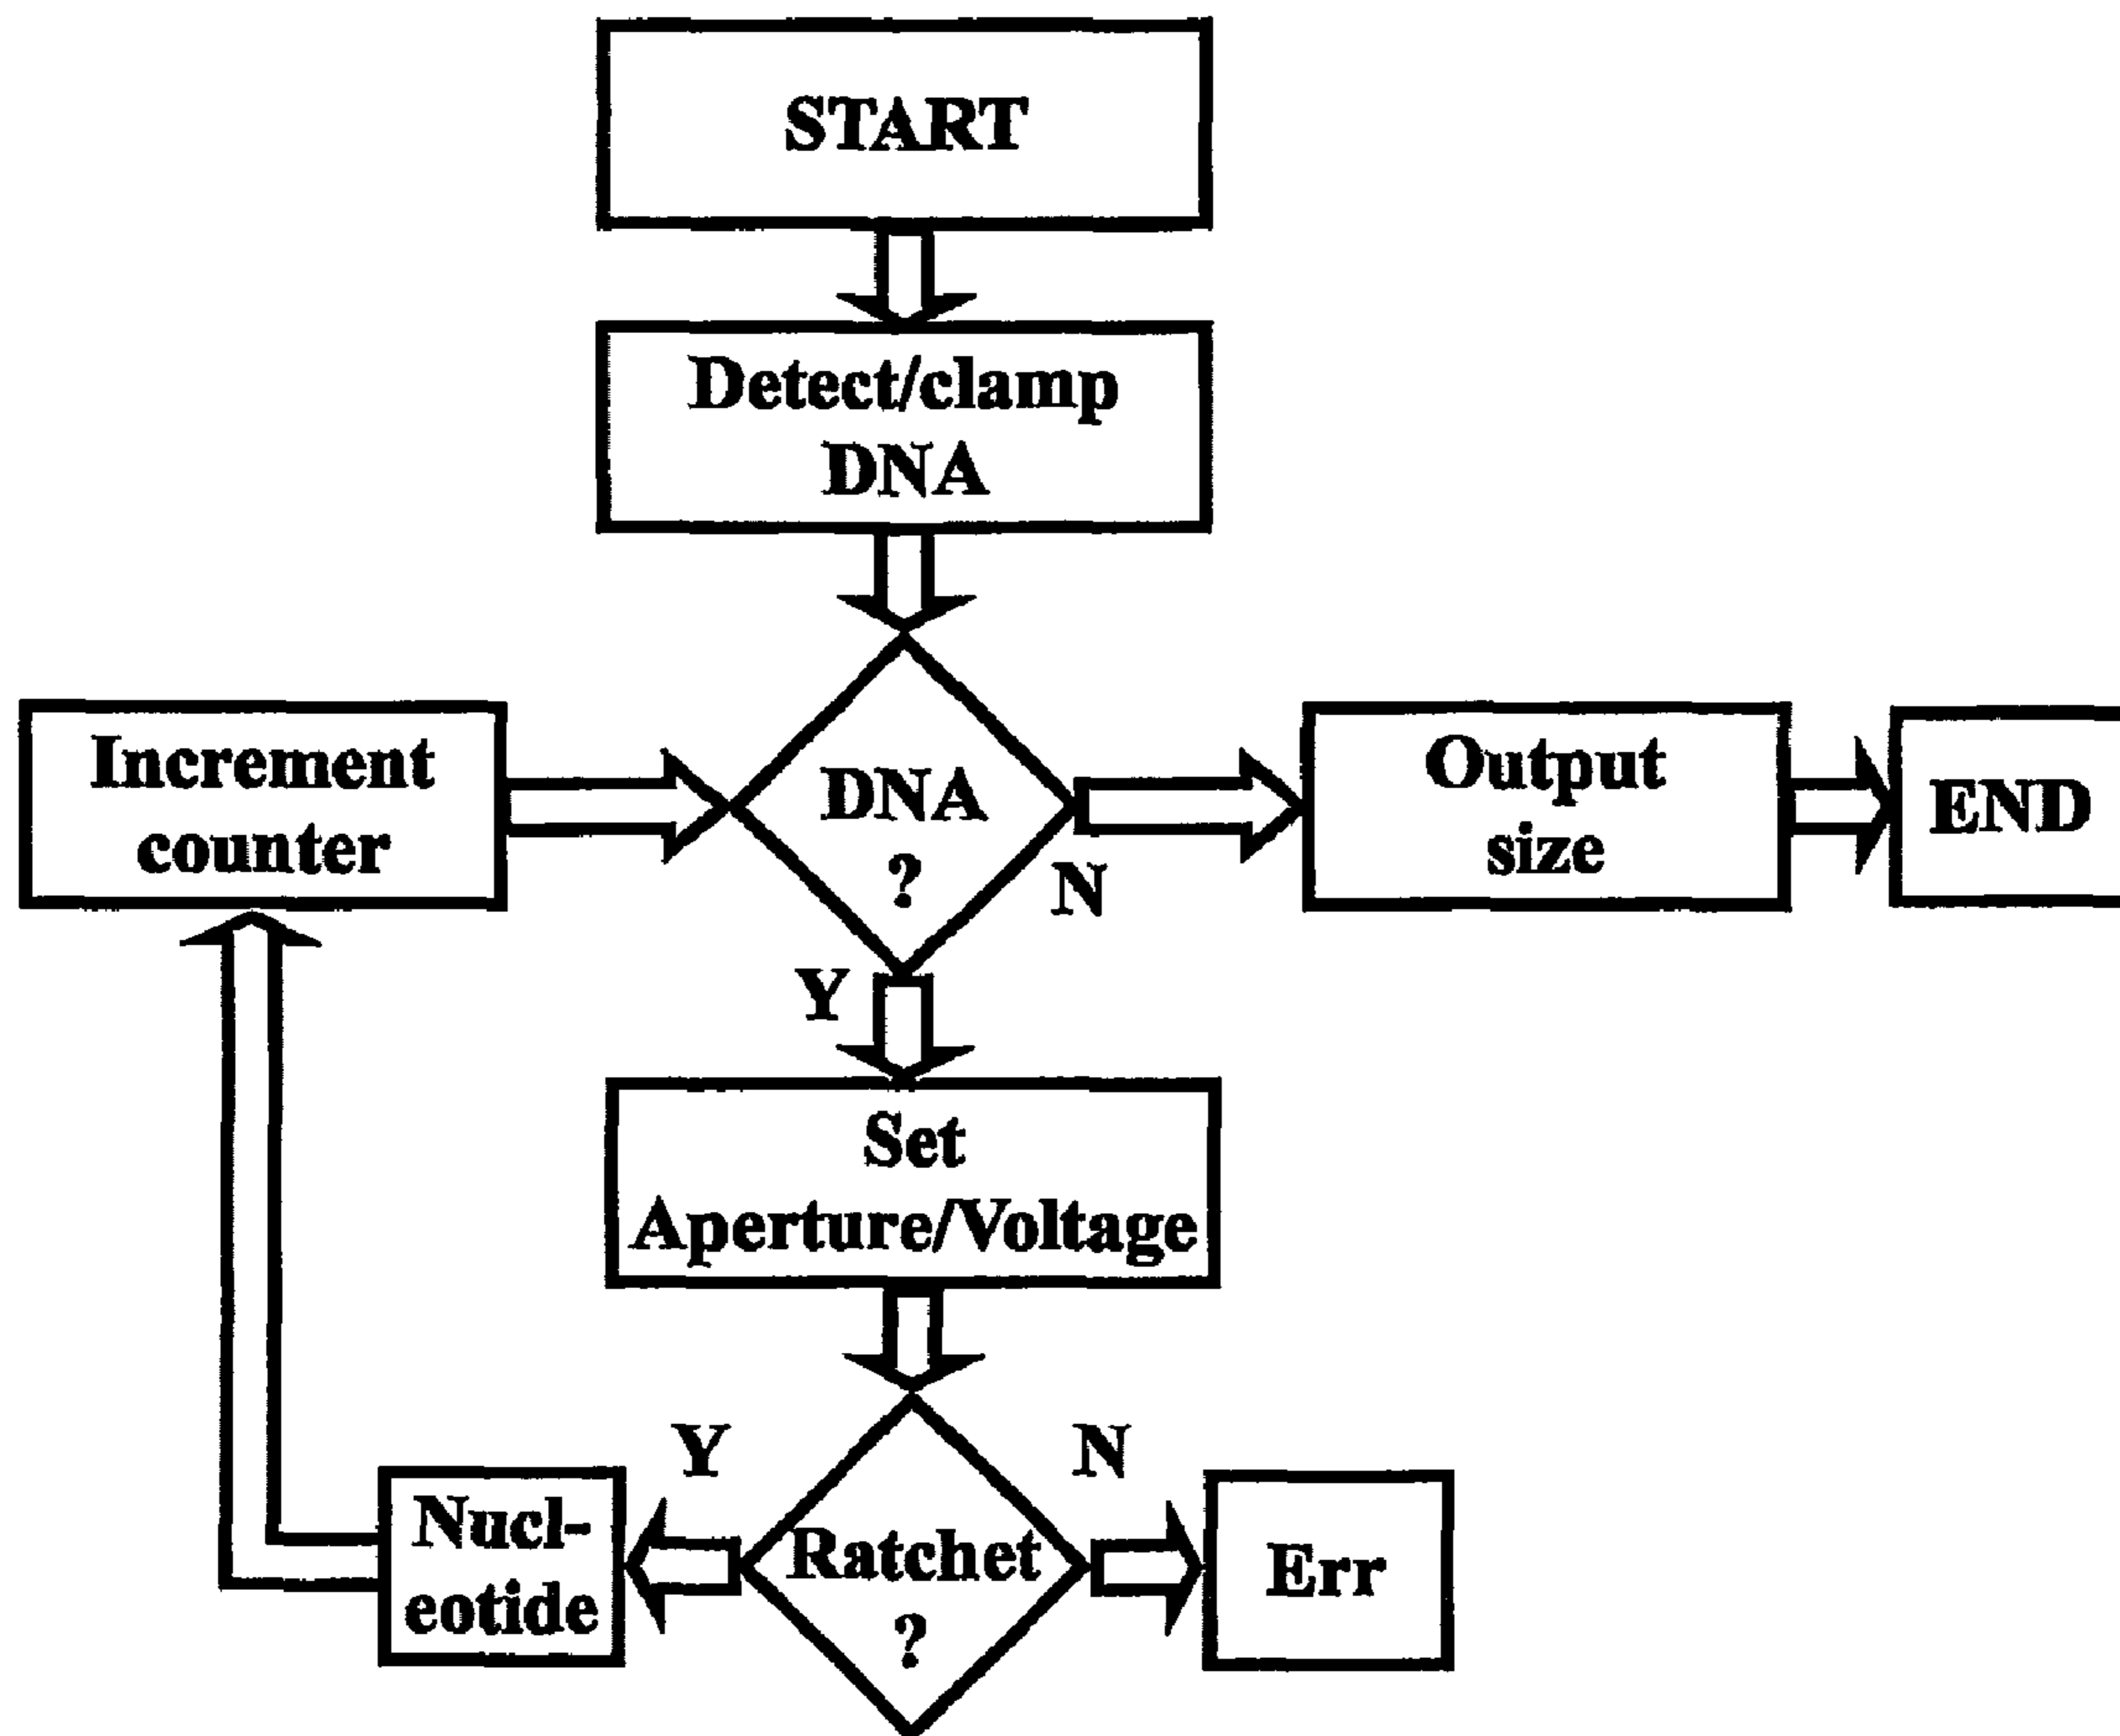 START
Detect/clamp
DNA
Increment
counter
DNA
?
N
Output
size
END
Y
Set
Aperture/Voltage
Y
N
Nucl-
eotide
Ratchet
?
Err